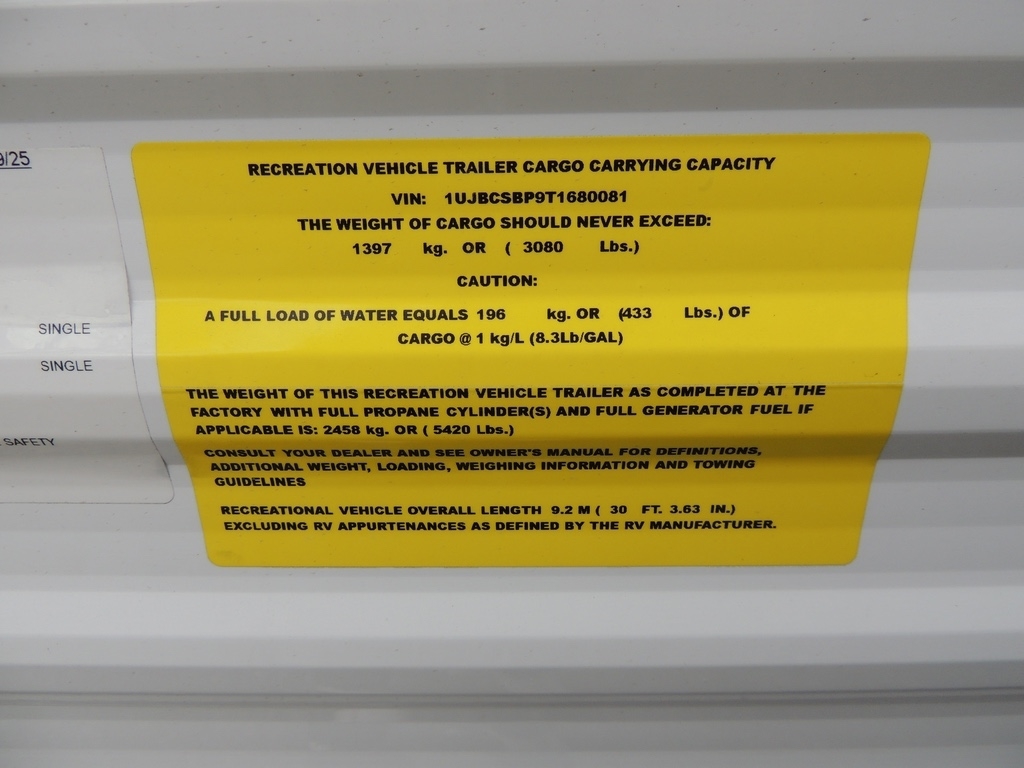 9/25
RECREATION VEHICLE TRAILER CARGO CARRYING CAPACITY
VIN: 1UJBCSBP9T1680081
THE WEIGHT OF CARGO SHOULD NEVER EXCEED:
1397 kg. OR ( 3080 Lbs.)
CAUTION:
A FULL LOAD OF WATER EQUALS 196 kg. OR (433 Lbs.) OF
CARGO @ 1 kg/L (8.3Lb/GAL)
THE WEIGHT OF THIS RECREATION VEHICLE TRAILER AS COMPLETED AT THE
FACTORY WITH FULL PROPANE CYLINDER(S) AND FULL GENERATOR FUEL IF
APPLICABLE IS: 2458 kg. OR ( 5420 Lbs.)
CONSULT YOUR DEALER AND SEE OWNER'S MANUAL FOR DEFINITIONS,
ADDITIONAL WEIGHT, LOADING, WEIGHING INFORMATION AND TOWING
GUIDELINES
RECREATIONAL VEHICLE OVERALL LENGTH 9.2 M ( 30 FT. 3.63 IN.)
EXCLUDING RV APPURTENANCES AS DEFINED BY THE RV MANUFACTURER.
SINGLE
SINGLE
SAFETY